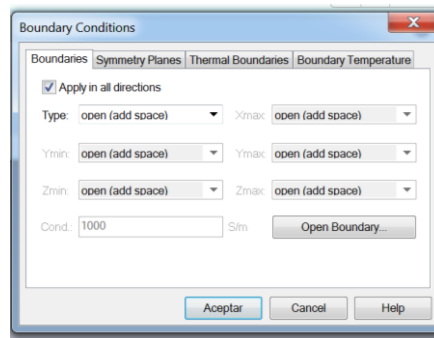 Boundary Conditions
Boundaries Symmetry Planes Thermal Boundaries Boundary Temperature
Apply in all directions
Type: open (add space) Xmax: open (add space)
Ymin: open (add space) Ymax: open (add space)
Zmin: open (add space) Zmax: open (add space)
Cond.: 1000 S/m Open Boundary...
Aceptar Cancel Help